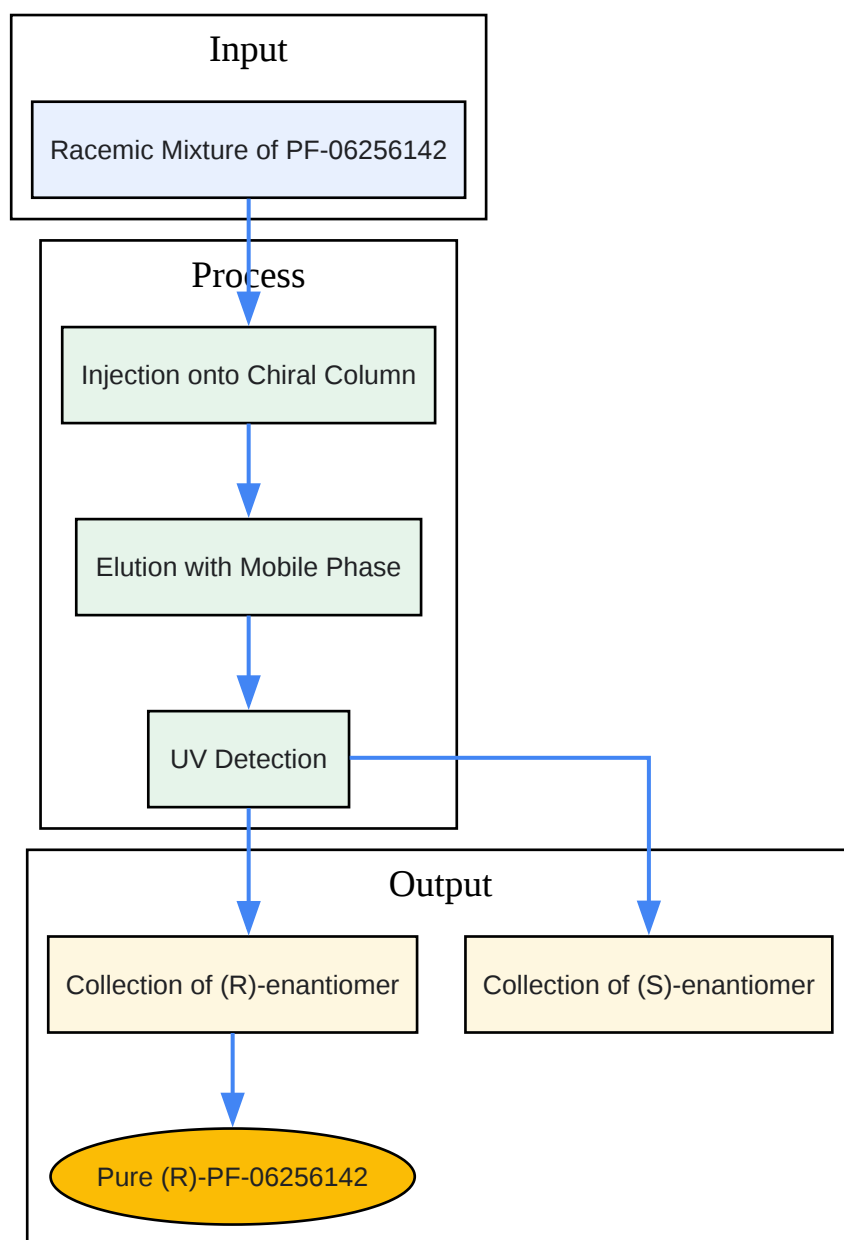 Input
Racemic Mixture of PF-06256142
Process
Injection onto Chiral Column
Elution with Mobile Phase
UV Detection
Output
Collection of (R)-enantiomer
Collection of (S)-enantiomer
Pure (R)-PF-06256142